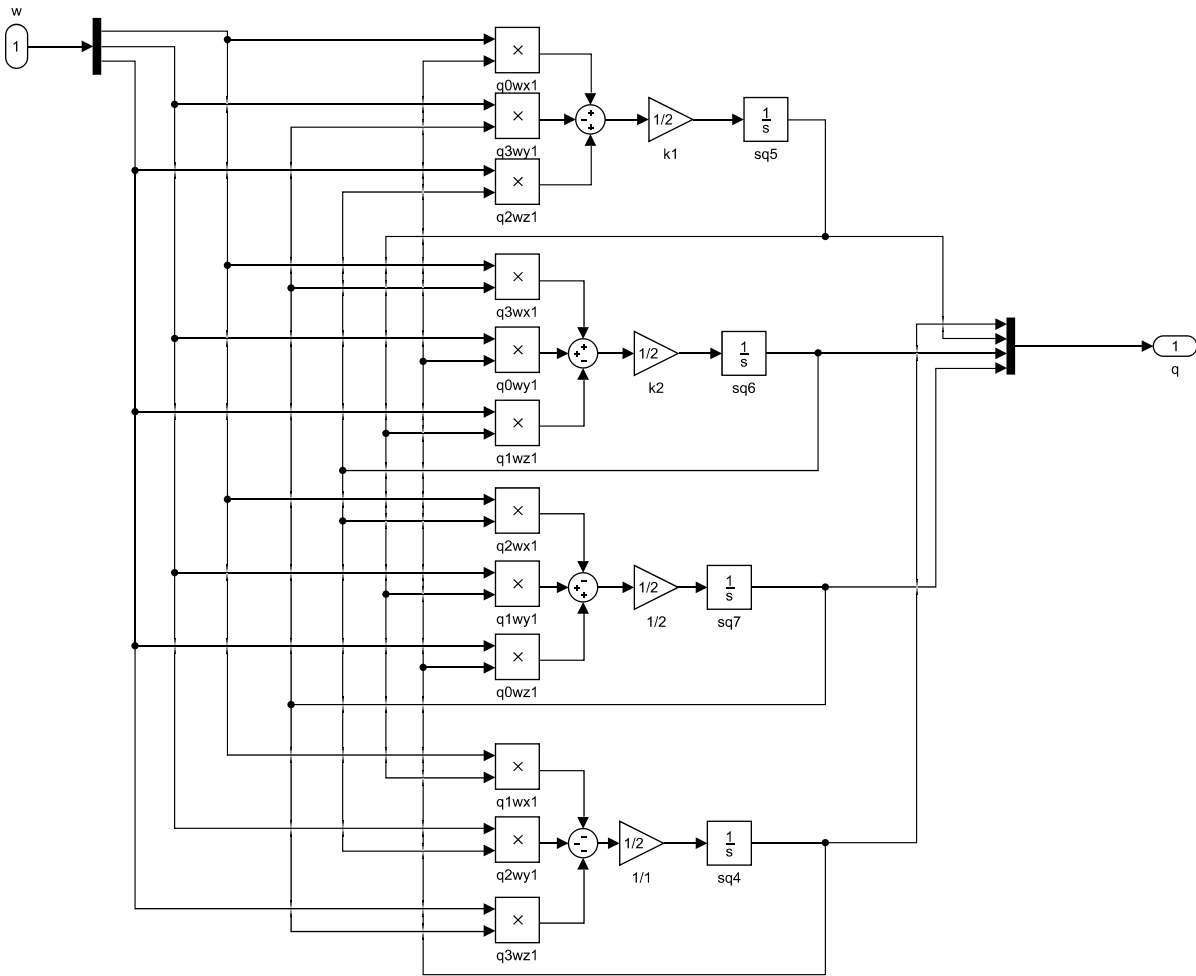 w
1
×
q0wx1
×
q3wy1
×
q2wz1
- + +
1/2
k1
1/s
sq5
×
q3wx1
×
q0wy1
×
q1wz1
+ + -
1/2
k2
1/s
sq6
1
q
×
q2wx1
×
q1wy1
×
q0wz1
+ - +
1/2
1/2
1/s
sq7
×
q1wx1
×
q2wy1
×
q3wz1
- - -
1/2
1/1
1/s
sq4